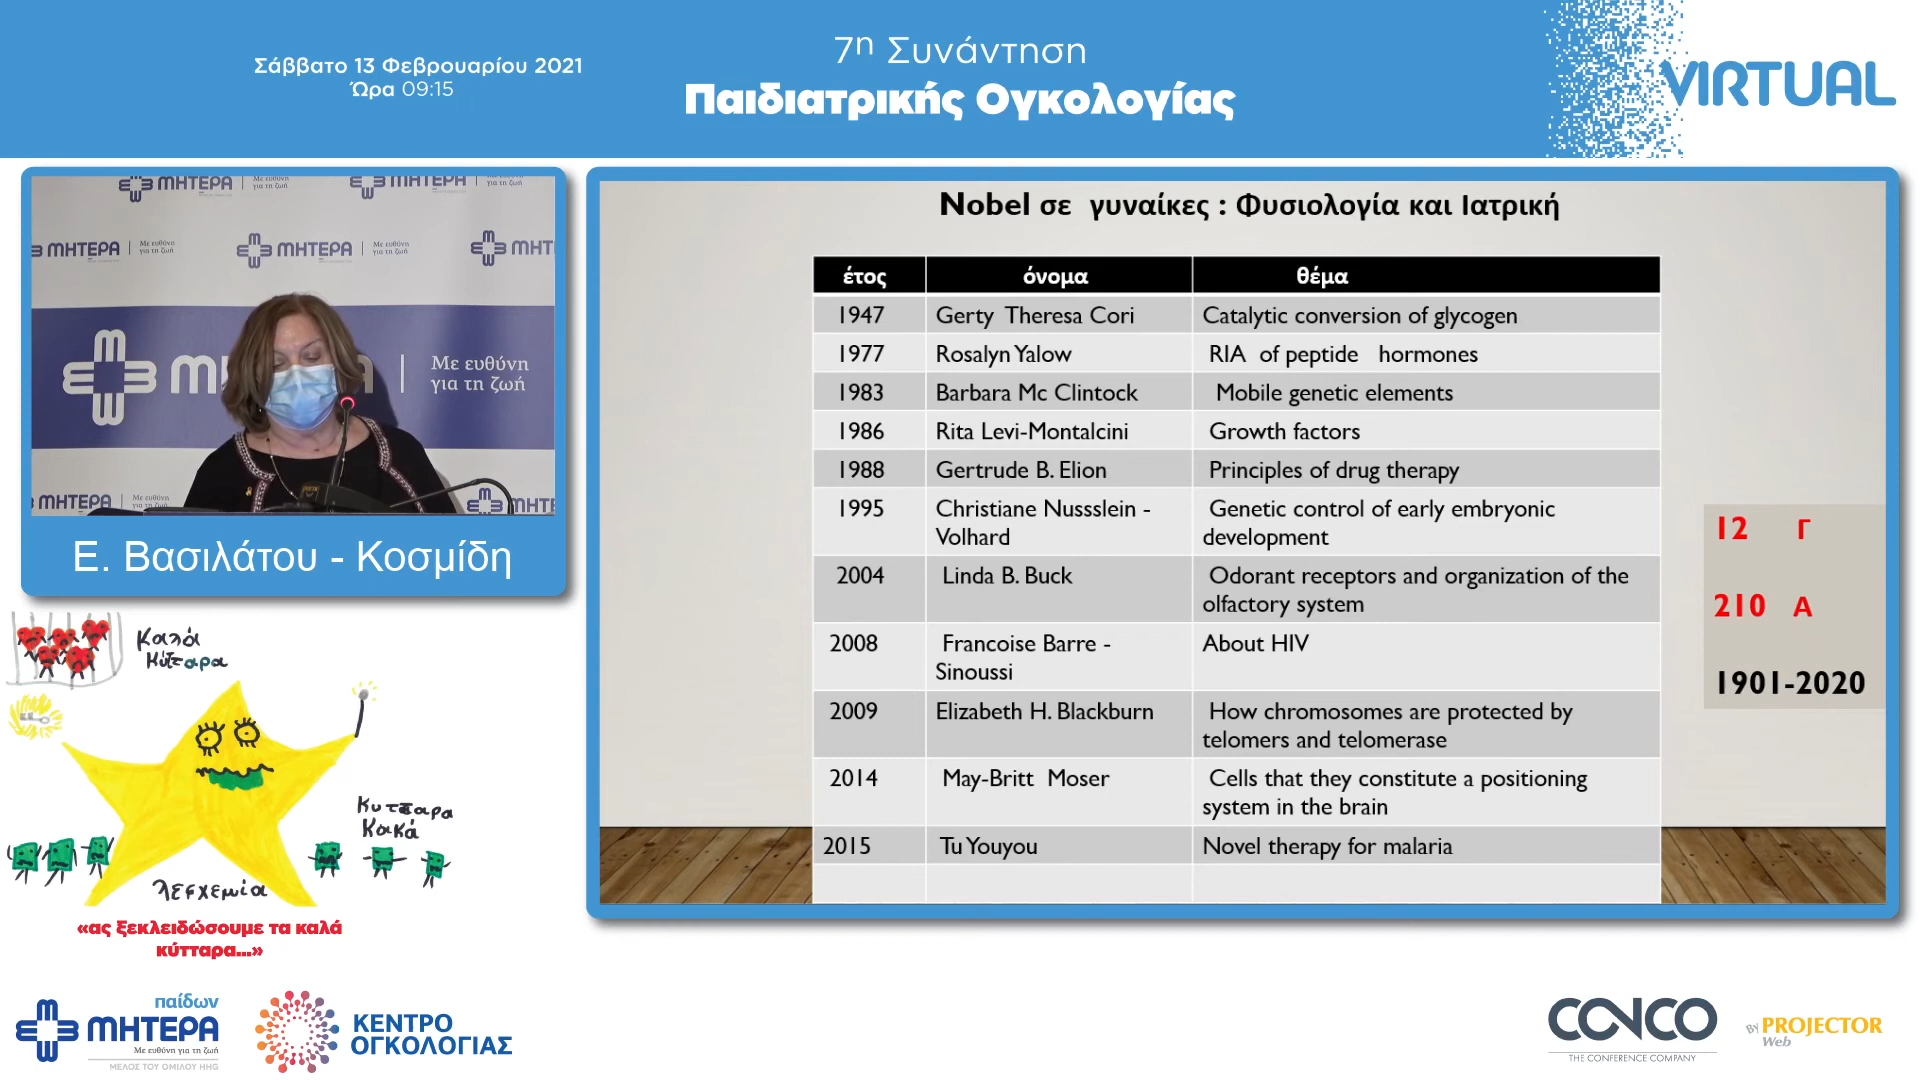 Σάββατο 13 Φεβρουαρίου 2021
Ώρα 09:15
7η Συνάντηση
Παιδιατρικής Ογκολογίας
VIRTUAL
ΜΗΤΕΡΑ Με ευθύνη για τη ζωή
ΜΗΤΕΡΑ Με ευθύνη
για τη ζωή
Ε. Βασιλάτου - Κοσμίδη
Nobel σε γυναίκες : Φυσιολογία και Ιατρική
έτος όνομα θέμα
1947 Gerty Theresa Cori Catalytic conversion of glycogen
1977 Rosalyn Yalow RIA of peptide hormones
1983 Barbara Mc Clintock Mobile genetic elements
1986 Rita Levi-Montalcini Growth factors
1988 Gertrude B. Elion Principles of drug therapy
1995 Christiane Nussslein - Genetic control of early embryonic
Volhard development
2004 Linda B. Buck Odorant receptors and organization of the
olfactory system
2008 Francoise Barre - About HIV
Sinoussi
2009 Elizabeth H. Blackburn How chromosomes are protected by
telomers and telomerase
2014 May-Britt Moser Cells that they constitute a positioning
system in the brain
2015 Tu Youyou Novel therapy for malaria
12 Γ
210 Α
1901-2020
Καλά
Κύτταρα
Κυτταρα
Κακά
λεγχεμία
«ας ξεκλειδώσουμε τα καλά
κύτταρα...»
παίδων
ΜΗΤΕΡΑ
Με ευθύνη για τη ζωή
ΜΕΛΟΣ ΤΟΥ ΟΜΙΛΟΥ HHG
ΚΕΝΤΡΟ
ΟΓΚΟΛΟΓΙΑΣ
CONCO
THE CONFERENCE COMPANY
BY PROJECTOR
Web